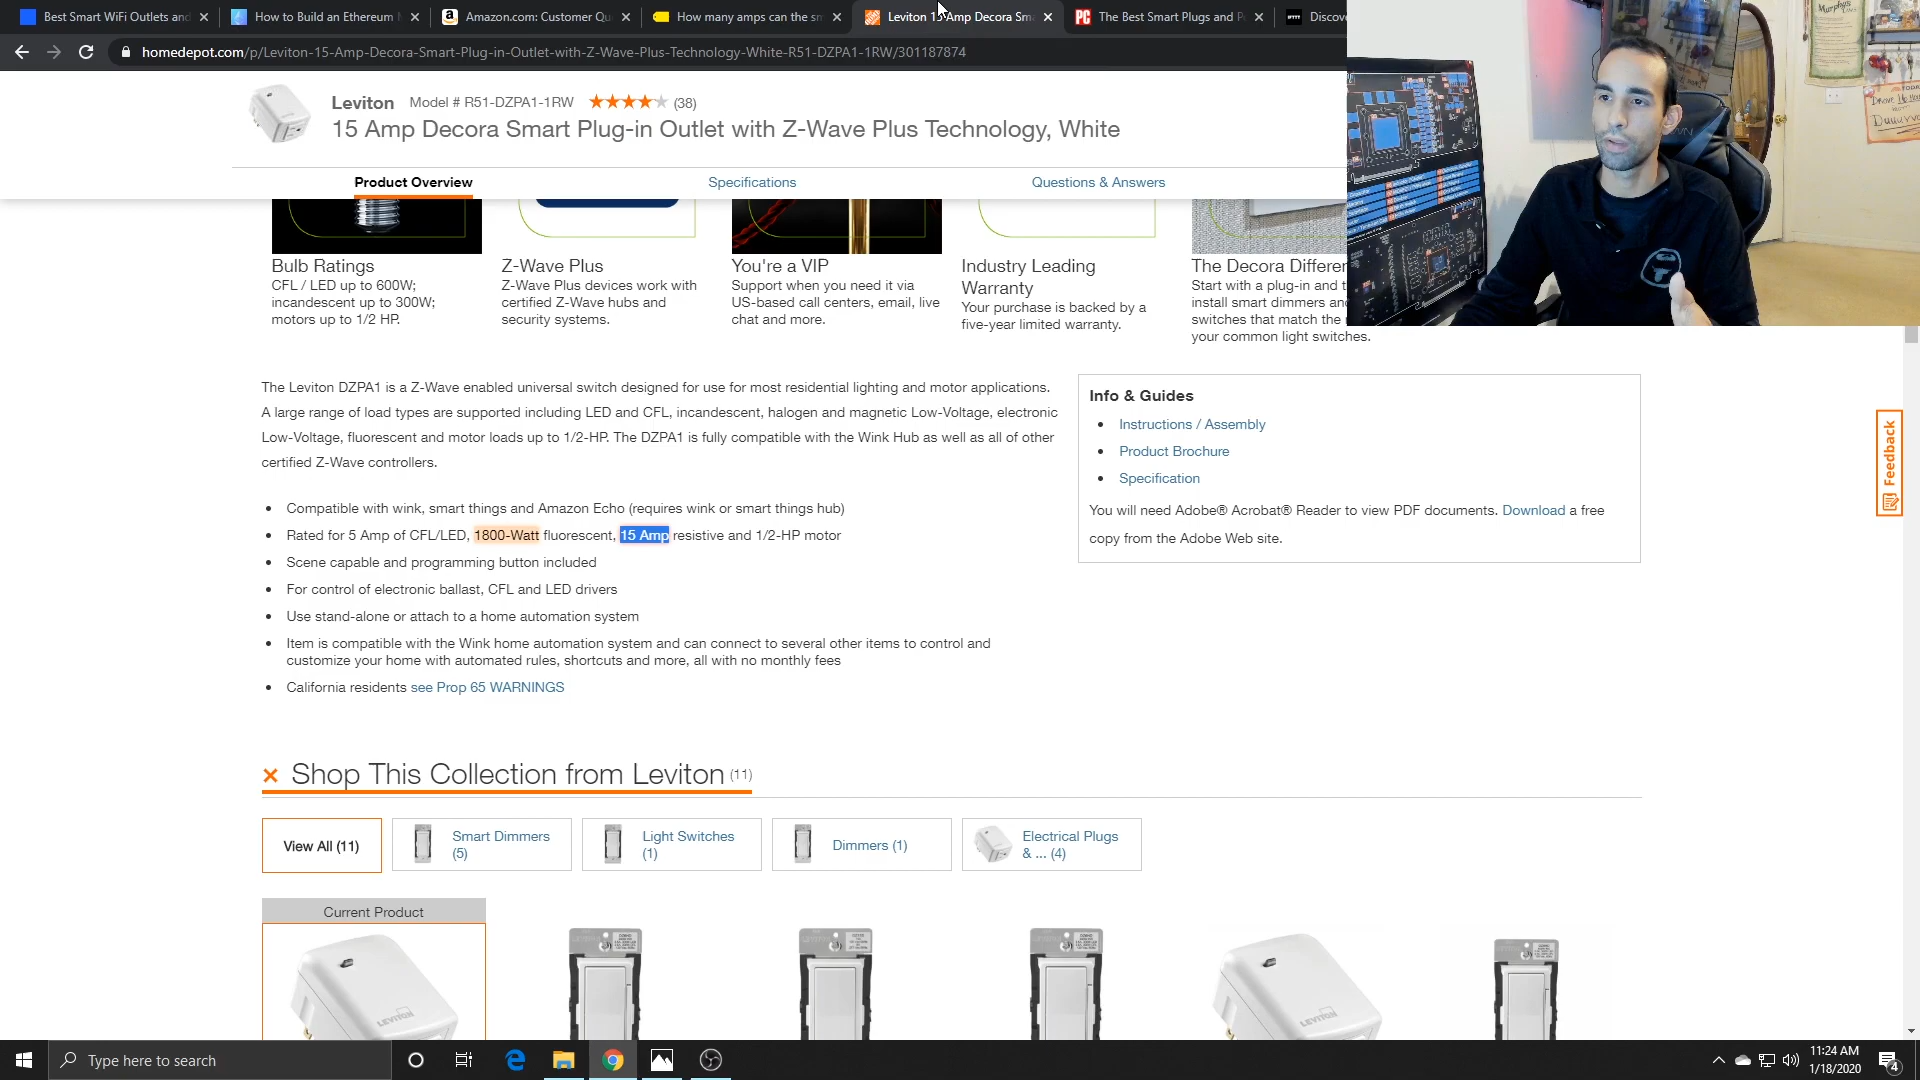 Best Smart WiFi Outlets and
How to Build an Ethereum
Amazon.com: Customer Qu
How many amps can the sm
Leviton 15 Amp Decora Sma
PC The Best Smart Plugs and P
IFTTT Discov
homedepot.com/p/Leviton-15-Amp-Decora-Smart-Plug-in-Outlet-with-Z-Wave-Plus-Technology-White-R51-DZPA1-1RW/301187874
Leviton Model # R51-DZPA1-1RW (38)
15 Amp Decora Smart Plug-in Outlet with Z-Wave Plus Technology, White
Product Overview
Specifications
Questions & Answers
Bulb Ratings
CFL / LED up to 600W;
incandescent up to 300W;
motors up to 1/2 HP.
Z-Wave Plus
Z-Wave Plus devices work with
certified Z-Wave hubs and
security systems.
You're a VIP
Support when you need it via
US-based call centers, email, live
chat and more.
Industry Leading
Warranty
Your purchase is backed by a
five-year limited warranty.
The Decora Differen
Start with a plug-in and t
install smart dimmers and
switches that match the
your common light switches.
The Leviton DZPA1 is a Z-Wave enabled universal switch designed for use for most residential lighting and motor applications.
A large range of load types are supported including LED and CFL, incandescent, halogen and magnetic Low-Voltage, electronic
Low-Voltage, fluorescent and motor loads up to 1/2-HP. The DZPA1 is fully compatible with the Wink Hub as well as all of other
certified Z-Wave controllers.
• Compatible with wink, smart things and Amazon Echo (requires wink or smart things hub)
• Rated for 5 Amp of CFL/LED, 1800-Watt fluorescent, 15 Amp resistive and 1/2-HP motor
• Scene capable and programming button included
• For control of electronic ballast, CFL and LED drivers
• Use stand-alone or attach to a home automation system
• Item is compatible with the Wink home automation system and can connect to several other items to control and
customize your home with automated rules, shortcuts and more, all with no monthly fees
• California residents see Prop 65 WARNINGS
Info & Guides
• Instructions / Assembly
• Product Brochure
• Specification
You will need Adobe® Acrobat® Reader to view PDF documents. Download a free
copy from the Adobe Web site.
Feedback
Shop This Collection from Leviton (11)
View All (11)
Smart Dimmers
(5)
Light Switches
(1)
Dimmers (1)
Electrical Plugs
& ... (4)
Current Product
LEVITON
LEVITON
Type here to search
11:24 AM
1/18/2020
4